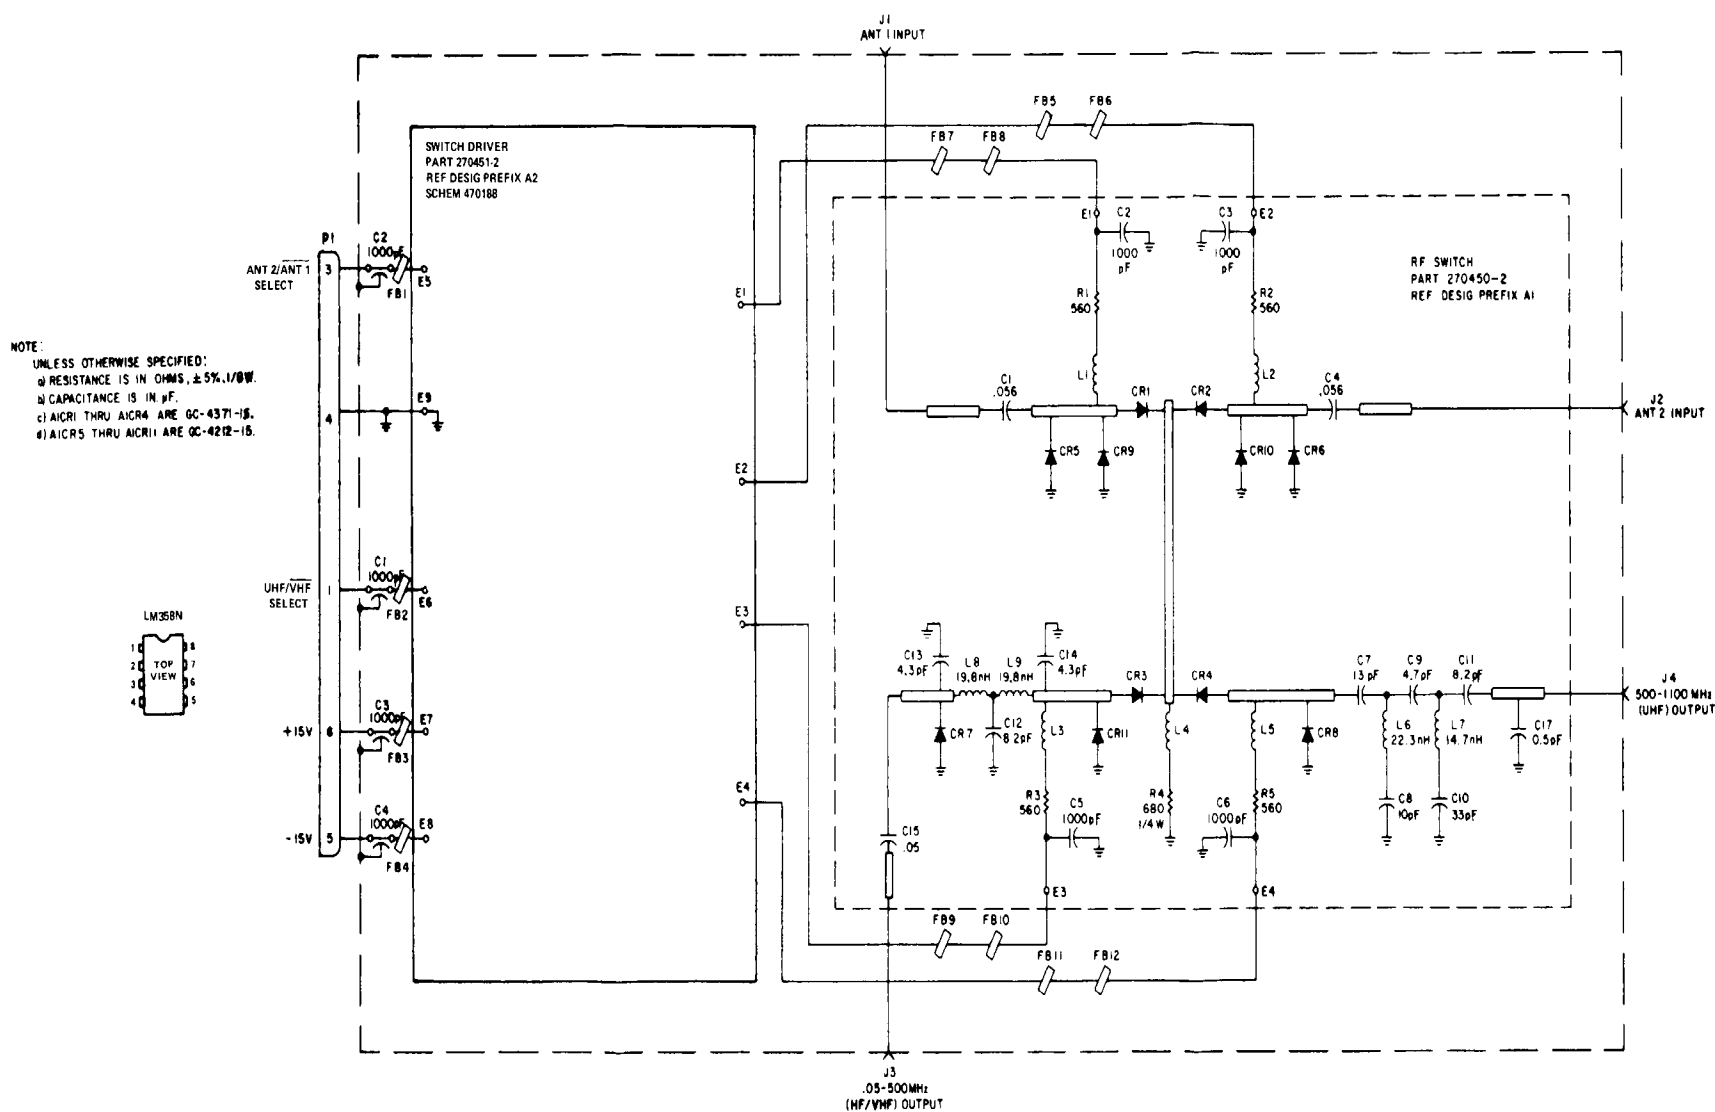 J1
ANT 1 INPUT
FB5
FB6
FB7
FB8
SWITCH DRIVER
PART 270451-2
REF DESIG PREFIX A2
SCHEM 470188
E1
C2
1000
pF
C3
1000
pF
E2
RF SWITCH
PART 270450-2
REF DESIG PREFIX A1
P1
C2
1000pF
ANT 2/ANT 1
SELECT
3
FB1
E5
E1
R1
560
R2
560
NOTE:
UNLESS OTHERWISE SPECIFIED:
a) RESISTANCE IS IN OHMS, ±5%, 1/8W.
b) CAPACITANCE IS IN µF.
c) A1CR1 THRU A1CR4 ARE GC-4371-15.
d) A1CR5 THRU A1CR11 ARE GC-4212-15.
L1
L2
C1
.056
CR1
CR2
C4
.056
J2
ANT 2 INPUT
4
E9
CR5
CR9
CR10
CR6
E2
C1
1000pF
UHF/VHF
SELECT
1
FB2
E6
E3
LM358N
1
2
3
4
TOP
VIEW
8
7
6
5
C13
4.3pF
L8
19.8nH
L9
19.8nH
C14
4.3pF
CR3
CR4
C7
13pF
C9
4.7pF
C11
8.2pF
J4
500-1100 MHz
(UHF) OUTPUT
C3
1000pF
+15V
6
FB3
E7
CR7
C12
8.2pF
L3
CR11
L4
L5
CR8
L6
22.3nH
L7
14.7nH
C17
0.5pF
E4
R3
560
R4
680
1/4W
R5
560
C8
10pF
C10
33pF
C4
1000pF
-15V
5
FB4
E8
C15
.05
C5
1000pF
C6
1000pF
E3
E4
FB9
FB10
FB11
FB12
J3
.05-500MHz
(HF/VHF) OUTPUT